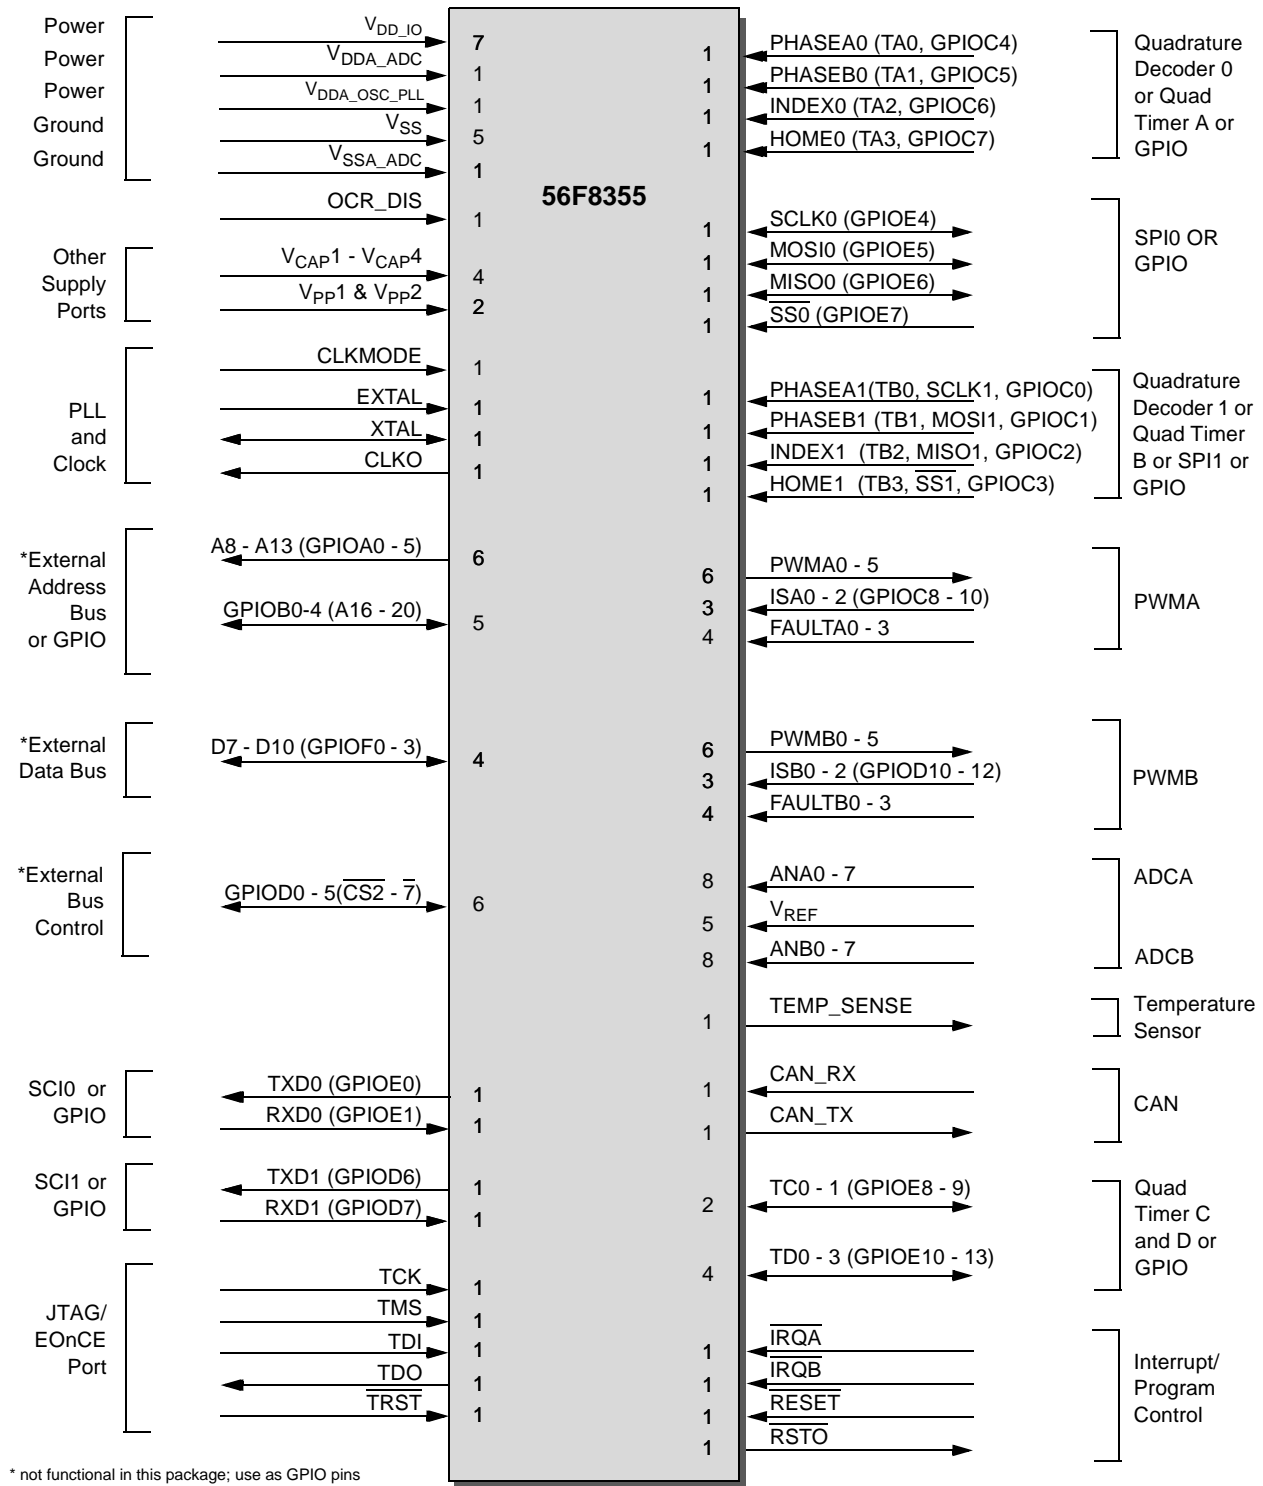 Power
V_DD_IO
7
Power
V_DDA_ADC
1
Power
V_DDA_OSC_PLL
1
Ground
V_SS
5
Ground
V_SSA_ADC
1
OCR_DIS
1
Other
Supply
Ports
V_CAP1 - V_CAP4
4
V_PP1 & V_PP2
2
PLL
and
Clock
CLKMODE
1
EXTAL
1
XTAL
1
CLKO
1
*External
Address
Bus
or GPIO
A8 - A13 (GPIOA0 - 5)
6
GPIOB0-4 (A16 - 20)
5
*External
Data Bus
D7 - D10 (GPIOF0 - 3)
4
*External
Bus
Control
GPIOD0 - 5(C̅S̅2̅ - 7̅)
6
SCI0 or
GPIO
TXD0 (GPIOE0)
1
RXD0 (GPIOE1)
1
SCI1 or
GPIO
TXD1 (GPIOD6)
1
RXD1 (GPIOD7)
1
JTAG/
EOnCE
Port
TCK
1
TMS
1
TDI
1
TDO
1
T̅R̅S̅T̅
1
56F8355
1
PHASEA0 (TA0, GPIOC4)
1
PHASEB0 (TA1, GPIOC5)
1
INDEX0 (TA2, GPIOC6)
1
HOME0 (TA3, GPIOC7)
Quadrature
Decoder 0
or Quad
Timer A or
GPIO
1
SCLK0 (GPIOE4)
1
MOSI0 (GPIOE5)
1
MISO0 (GPIOE6)
1
S̅S̅0̅ (GPIOE7)
SPI0 OR
GPIO
1
PHASEA1(TB0, SCLK1, GPIOC0)
1
PHASEB1 (TB1, MOSI1, GPIOC1)
1
INDEX1 (TB2, MISO1, GPIOC2)
1
HOME1 (TB3, S̅S̅1̅, GPIOC3)
Quadrature
Decoder 1 or
Quad Timer
B or SPI1 or
GPIO
6
PWMA0 - 5
3
ISA0 - 2 (GPIOC8 - 10)
4
FAULTA0 - 3
PWMA
6
PWMB0 - 5
3
ISB0 - 2 (GPIOD10 - 12)
4
FAULTB0 - 3
PWMB
8
ANA0 - 7
ADCA
5
V_REF
8
ANB0 - 7
ADCB
1
TEMP_SENSE
Temperature
Sensor
1
CAN_RX
1
CAN_TX
CAN
2
TC0 - 1 (GPIOE8 - 9)
4
TD0 - 3 (GPIOE10 - 13)
Quad
Timer C
and D or
GPIO
1
I̅R̅Q̅A̅
1
I̅R̅Q̅B̅
1
R̅E̅S̅E̅T̅
1
R̅S̅T̅O̅
Interrupt/
Program
Control
* not functional in this package; use as GPIO pins